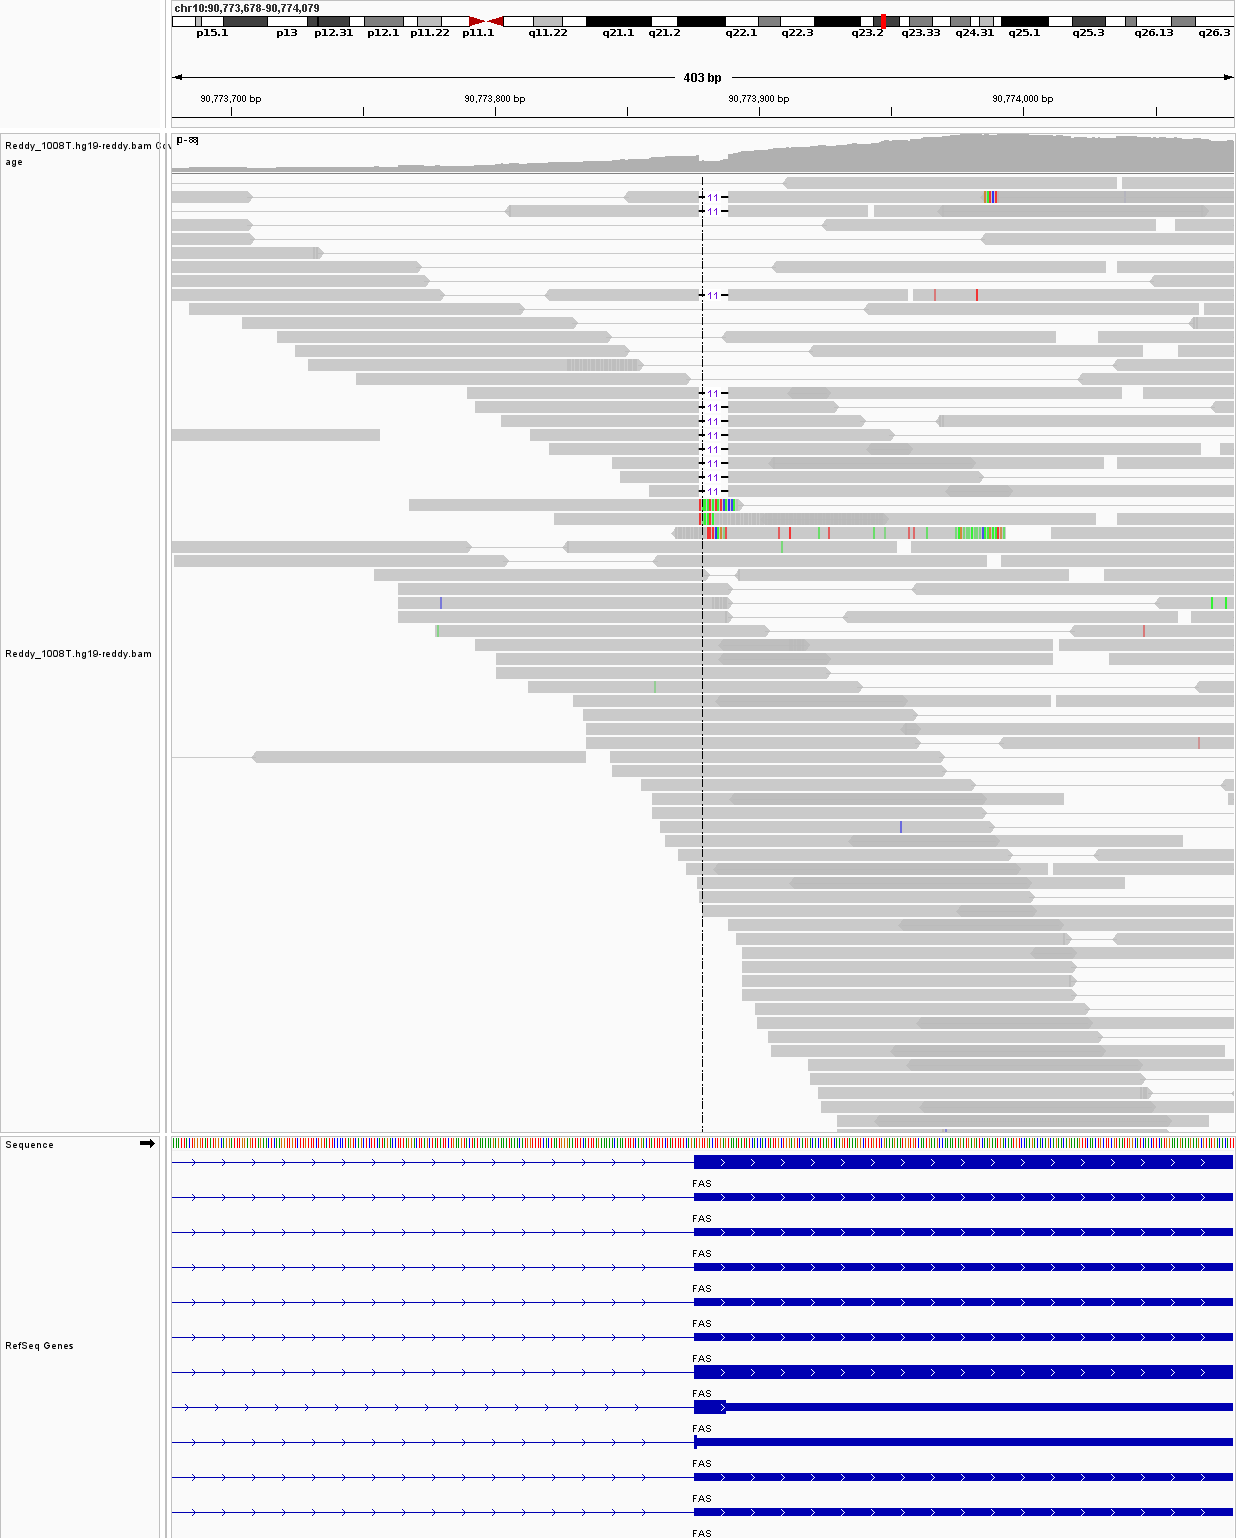 chr10:90,773,678-90,774,079
p15.1 p13 p12.31 p12.1 p11.22 p11.1 q11.22 q21.1 q21.2 q22.1 q22.3 q23.2 q23.33 q24.31 q25.1 q25.3 q26.13 q26.3
403 bp
90,773,700 bp 90,773,800 bp 90,773,900 bp 90,774,000 bp
[0 - 88]
Reddy_1008T.hg19-reddy.bam Cov
age
11
11
11
11
11
11
11
11
11
11
11
Reddy_1008T.hg19-reddy.bam
Sequence
FAS
FAS
FAS
FAS
FAS
RefSeq Genes
FAS
FAS
FAS
FAS
FAS
FAS